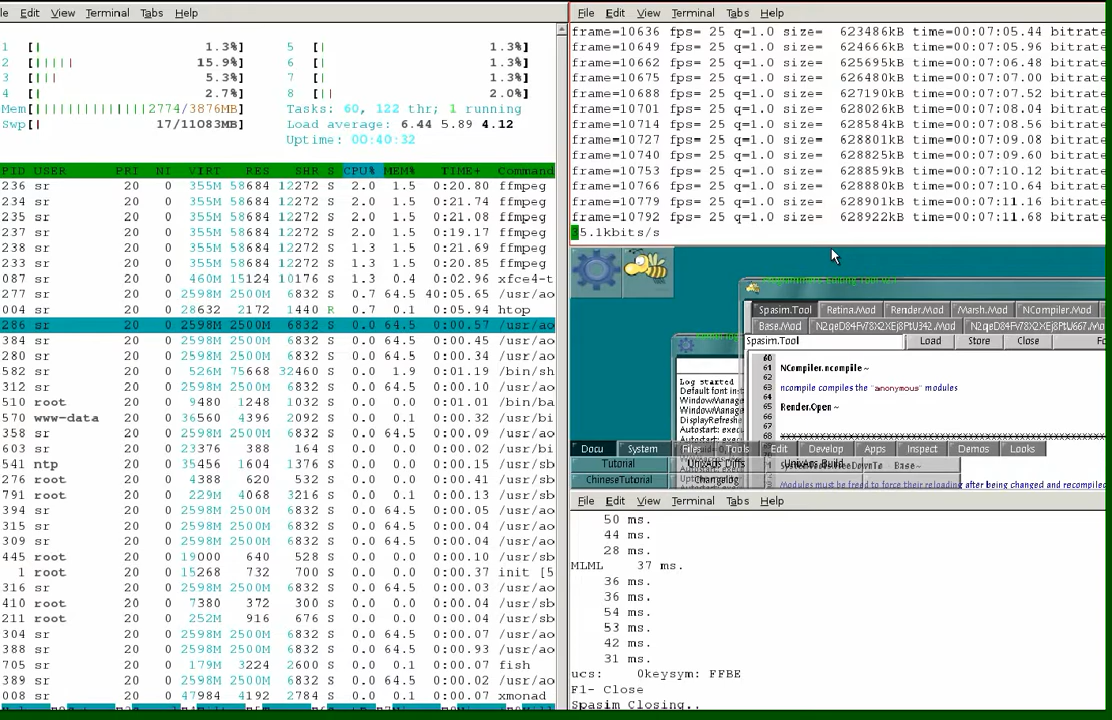 le Edit View Terminal Tabs Help
1 [| 1.3%] 5 [| 1.3%]
2 [||||| 15.9%] 6 [| 1.3%]
3 [||| 5.3%] 7 [| 1.3%]
4 [| 2.7%] 8 [|| 2.0%]
Mem[|||||||||||||||2774/3876MB] Tasks: 60, 122 thr; 1 running
Swp[| 17/11083MB] Load average: 6.44 5.89 4.12
Uptime: 00:40:32
PID USER PRI NI VIRT RES SHR S CPU% MEM% TIME+ Command
236 sr 20 0 355M 58684 12272 S 2.0 1.5 0:20.80 ffmpeg
234 sr 20 0 355M 58684 12272 S 2.0 1.5 0:21.74 ffmpeg
235 sr 20 0 355M 58684 12272 S 2.0 1.5 0:21.08 ffmpeg
237 sr 20 0 355M 58684 12272 S 2.0 1.5 0:19.17 ffmpeg
238 sr 20 0 355M 58684 12272 S 1.3 1.5 0:21.69 ffmpeg
233 sr 20 0 355M 58684 12272 S 1.3 1.5 0:21.85 ffmpeg
087 sr 20 0 460M 15124 10176 S 1.3 0.4 0:02.96 xfce4-t
277 sr 20 0 2598M 2500M 6832 S 0.7 64.5 40:05.65 /usr/ao
004 sr 20 0 28632 2172 1440 R 0.7 0.1 0:05.94 htop
286 sr 20 0 2598M 2500M 6832 S 0.0 64.5 0:00.57 /usr/ao
384 sr 20 0 2598M 2500M 6832 S 0.0 64.5 0:00.45 /usr/ao
280 sr 20 0 2598M 2500M 6832 S 0.0 64.5 0:00.34 /usr/ao
582 sr 20 0 526M 75668 32460 S 0.0 1.9 0:01.19 /bin/sh
312 sr 20 0 2598M 2500M 6832 S 0.0 64.5 0:00.10 /usr/ao
510 root 20 0 9480 1248 1032 S 0.0 0.0 0:01.01 /bin/ba
570 www-data 20 0 36560 4396 2092 S 0.0 0.1 0:00.32 /usr/bi
358 sr 20 0 2598M 2500M 6832 S 0.0 64.5 0:00.09 /usr/ao
603 sr 20 0 23376 388 164 S 0.0 0.0 0:00.02 /usr/bi
541 ntp 20 0 35456 1604 1376 S 0.0 0.0 0:00.15 /usr/sb
276 root 20 0 4388 620 532 S 0.0 0.0 0:00.41 /usr/sb
791 root 20 0 229M 4068 3216 S 0.0 0.1 0:00.13 /usr/sb
394 sr 20 0 2598M 2500M 6832 S 0.0 64.5 0:00.05 /usr/ao
315 sr 20 0 2598M 2500M 6832 S 0.0 64.5 0:00.04 /usr/ao
309 sr 20 0 2598M 2500M 6832 S 0.0 64.5 0:00.04 /usr/ao
445 root 20 0 19000 640 528 S 0.0 0.0 0:00.10 /usr/sb
1 root 20 0 15268 732 700 S 0.0 0.0 0:00.37 init [5
316 sr 20 0 2598M 2500M 6832 S 0.0 64.5 0:00.03 /usr/ao
410 root 20 0 7380 372 300 S 0.0 0.0 0:00.04 /usr/sb
211 root 20 0 252M 916 676 S 0.0 0.0 0:00.04 /usr/sb
304 sr 20 0 2598M 2500M 6832 S 0.0 64.5 0:00.07 /usr/ao
388 sr 20 0 2598M 2500M 6832 S 0.0 64.5 0:00.93 /usr/ao
705 sr 20 0 179M 3224 2600 S 0.0 0.1 0:00.07 fish
389 sr 20 0 2598M 2500M 6832 S 0.0 64.5 0:00.02 /usr/ao
008 sr 20 0 47984 4192 2784 S 0.0 0.1 0:00.07 xmonad
File Edit View Terminal Tabs Help
frame=10636 fps= 25 q=1.0 size= 623486kB time=00:07:05.44 bitrate
frame=10649 fps= 25 q=1.0 size= 624666kB time=00:07:05.96 bitrate
frame=10662 fps= 25 q=1.0 size= 625695kB time=00:07:06.48 bitrate
frame=10675 fps= 25 q=1.0 size= 626480kB time=00:07:07.00 bitrate
frame=10688 fps= 25 q=1.0 size= 627190kB time=00:07:07.52 bitrate
frame=10701 fps= 25 q=1.0 size= 628026kB time=00:07:08.04 bitrate
frame=10714 fps= 25 q=1.0 size= 628584kB time=00:07:08.56 bitrate
frame=10727 fps= 25 q=1.0 size= 628801kB time=00:07:09.08 bitrate
frame=10740 fps= 25 q=1.0 size= 628825kB time=00:07:09.60 bitrate
frame=10753 fps= 25 q=1.0 size= 628859kB time=00:07:10.12 bitrate
frame=10766 fps= 25 q=1.0 size= 628880kB time=00:07:10.64 bitrate
frame=10779 fps= 25 q=1.0 size= 628901kB time=00:07:11.16 bitrate
frame=10792 fps= 25 q=1.0 size= 628922kB time=00:07:11.68 bitrate
35.1kbits/s
Spasim.Tool Retina.Mod Render.Mod Marsh.Mod NCompiler.Mod
Base.Mod
Spasim.Tool Load Store Close Fo
60
61 NCompiler.ncompile ~
62
63 ncompile compiles the "anonymous" modules
64
65 Render.Open ~
66
67
68
Log started
Default font ins
WindowManage
WindowManage
DisplayRefreshe
Autostart: exec
Docu System Files Tools Edit Develop Apps Inspect Demos Looks
Tutorial UnixAos Diffs UnixAos Build
ChineseTutorial Changelog
Modules must be freed to force their reloading after being changed and recompiled
File Edit View Terminal Tabs Help
50 ms.
44 ms.
28 ms.
MLML 37 ms.
36 ms.
36 ms.
54 ms.
53 ms.
42 ms.
31 ms.
ucs: 0keysym: FFBE
F1- Close
Spasim Closing..